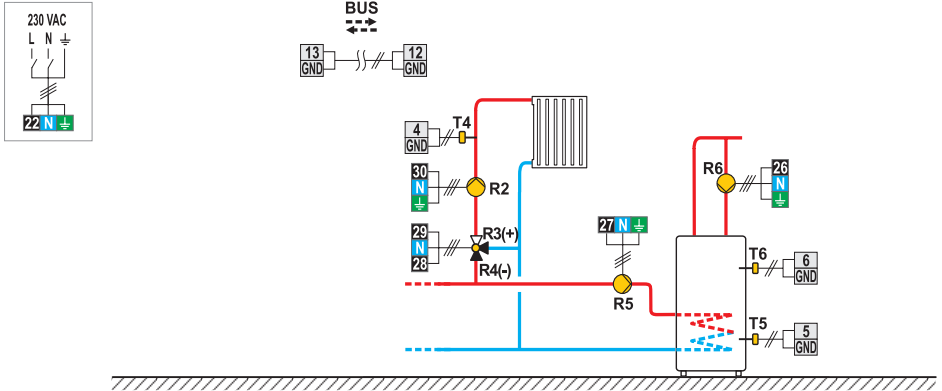 230 VAC
L N
22 N
BUS
13
GND
12
GND
4
GND
T4
30
N
R2
29
N
28
R3(+)
R4(-)
27 N
R5
R6
26
N
T6
6
GND
T5
5
GND